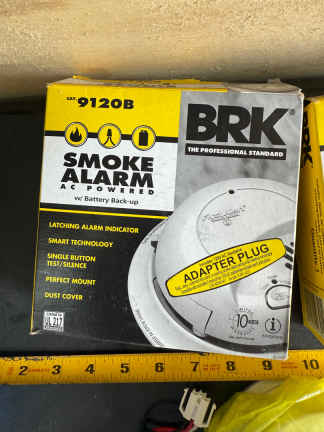 CAT 9120B
BRK®
THE PROFESSIONAL STANDARD
SMOKE
ALARM
AC POWERED
w/ Battery Back-up
LATCHING ALARM INDICATOR
SMART TECHNOLOGY
SINGLE BUTTON
TEST/SILENCE
PERFECT MOUNT
DUST COVER
ADAPTER PLUG
UL 217
10
2 3 4 5 6 7 8 9 10